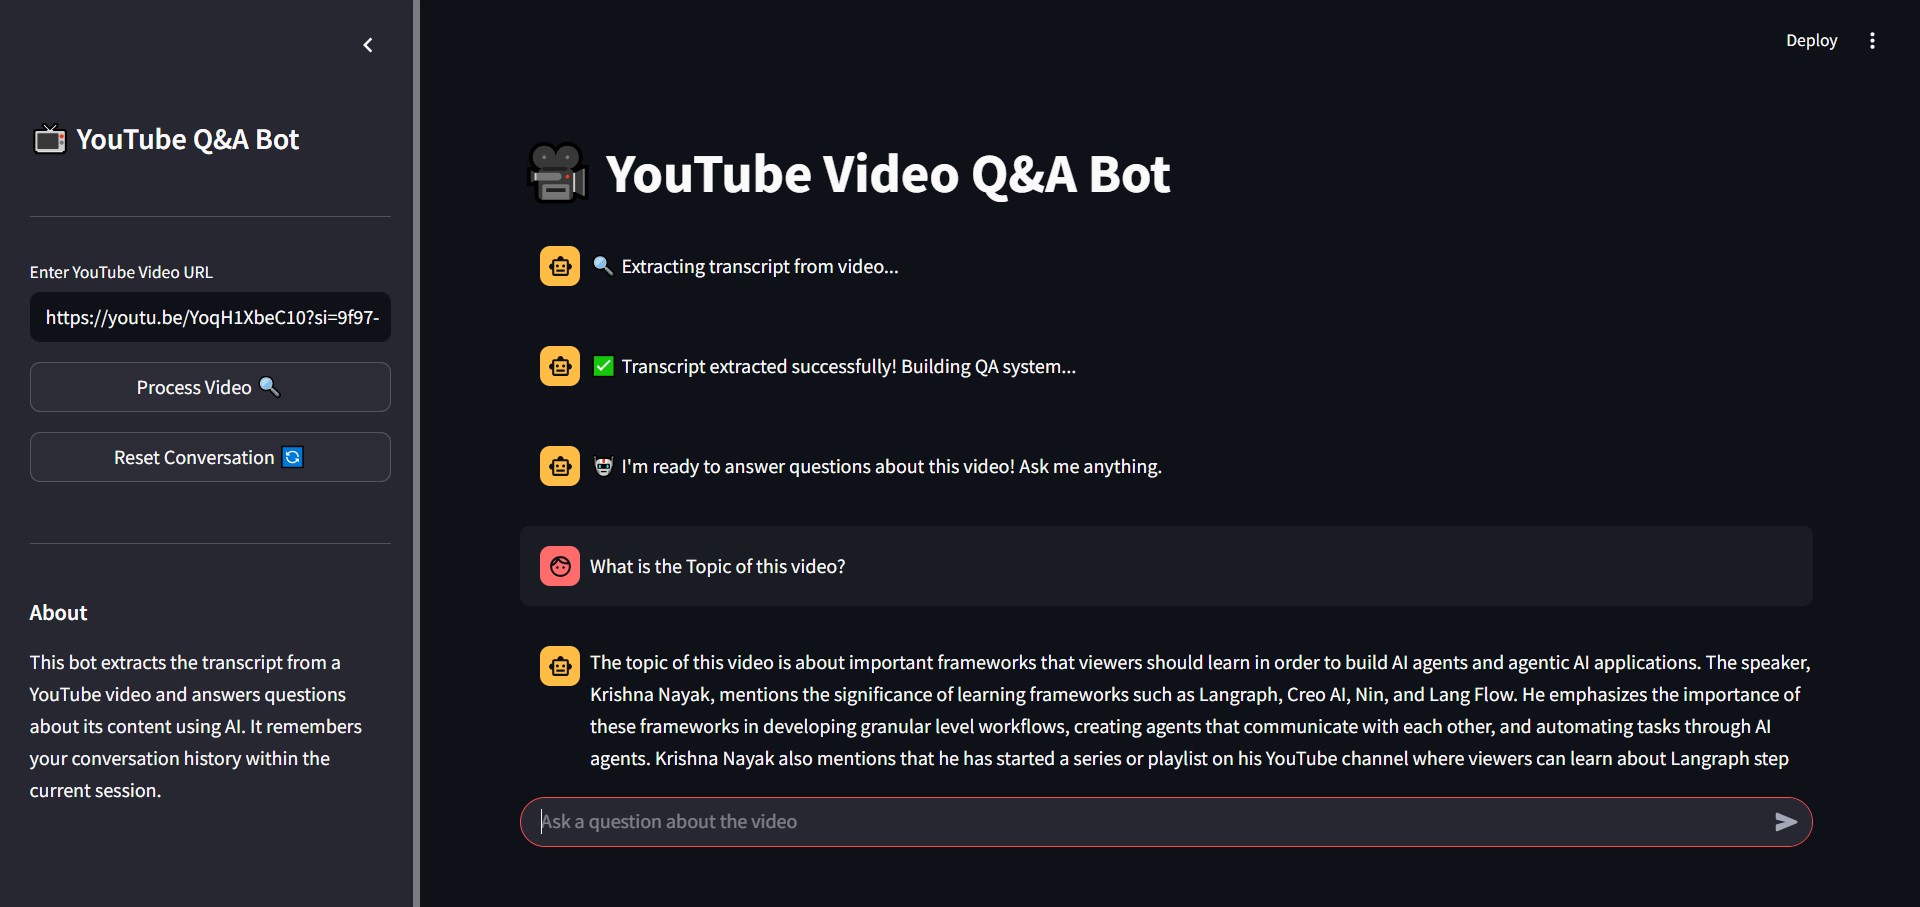 YouTube Q&A Bot
Enter YouTube Video URL
https://youtu.be/YoqH1XbeC10?si=9f97-
Process Video
Reset Conversation
About
This bot extracts the transcript from a
YouTube video and answers questions
about its content using AI. It remembers
your conversation history within the
current session.
Deploy
YouTube Video Q&A Bot
Extracting transcript from video...
Transcript extracted successfully! Building QA system...
I'm ready to answer questions about this video! Ask me anything.
What is the Topic of this video?
The topic of this video is about important frameworks that viewers should learn in order to build AI agents and agentic AI applications. The speaker,
Krishna Nayak, mentions the significance of learning frameworks such as Langraph, Creo AI, Nin, and Lang Flow. He emphasizes the importance of
these frameworks in developing granular level workflows, creating agents that communicate with each other, and automating tasks through AI
agents. Krishna Nayak also mentions that he has started a series or playlist on his YouTube channel where viewers can learn about Langraph step
Ask a question about the video